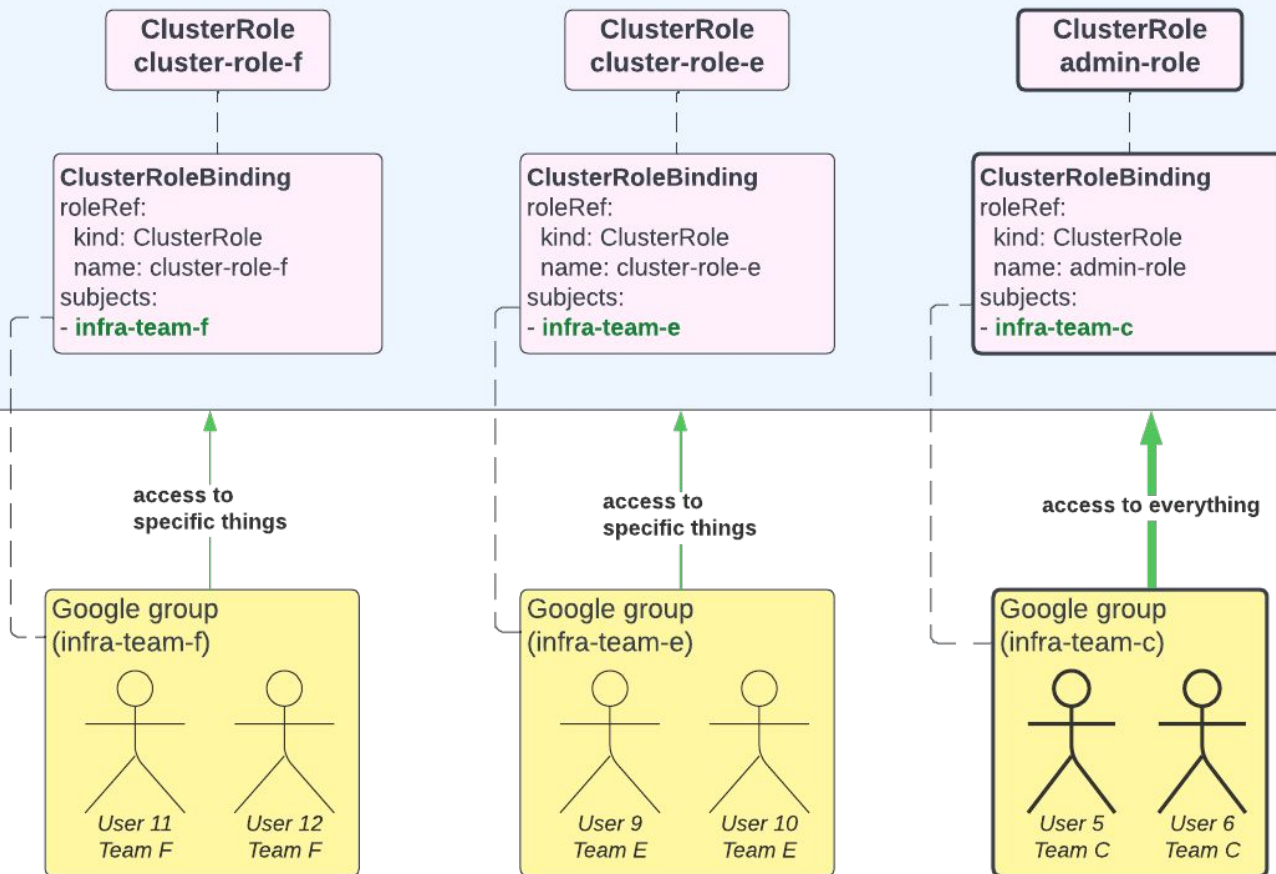 ClusterRole
cluster-role-f
ClusterRole
cluster-role-e
ClusterRole
admin-role
ClusterRoleBinding
roleRef:
kind: ClusterRole
name: cluster-role-f
subjects:
- infra-team-f
ClusterRoleBinding
roleRef:
kind: ClusterRole
name: cluster-role-e
subjects:
- infra-team-e
ClusterRoleBinding
roleRef:
kind: ClusterRole
name: admin-role
subjects:
- infra-team-c
access to
specific things
access to
specific things
access to everything
Google group
(infra-team-f)
User 11
Team F
User 12
Team F
Google group
(infra-team-e)
User 9
Team E
User 10
Team E
Google group
(infra-team-c)
User 5
Team C
User 6
Team C